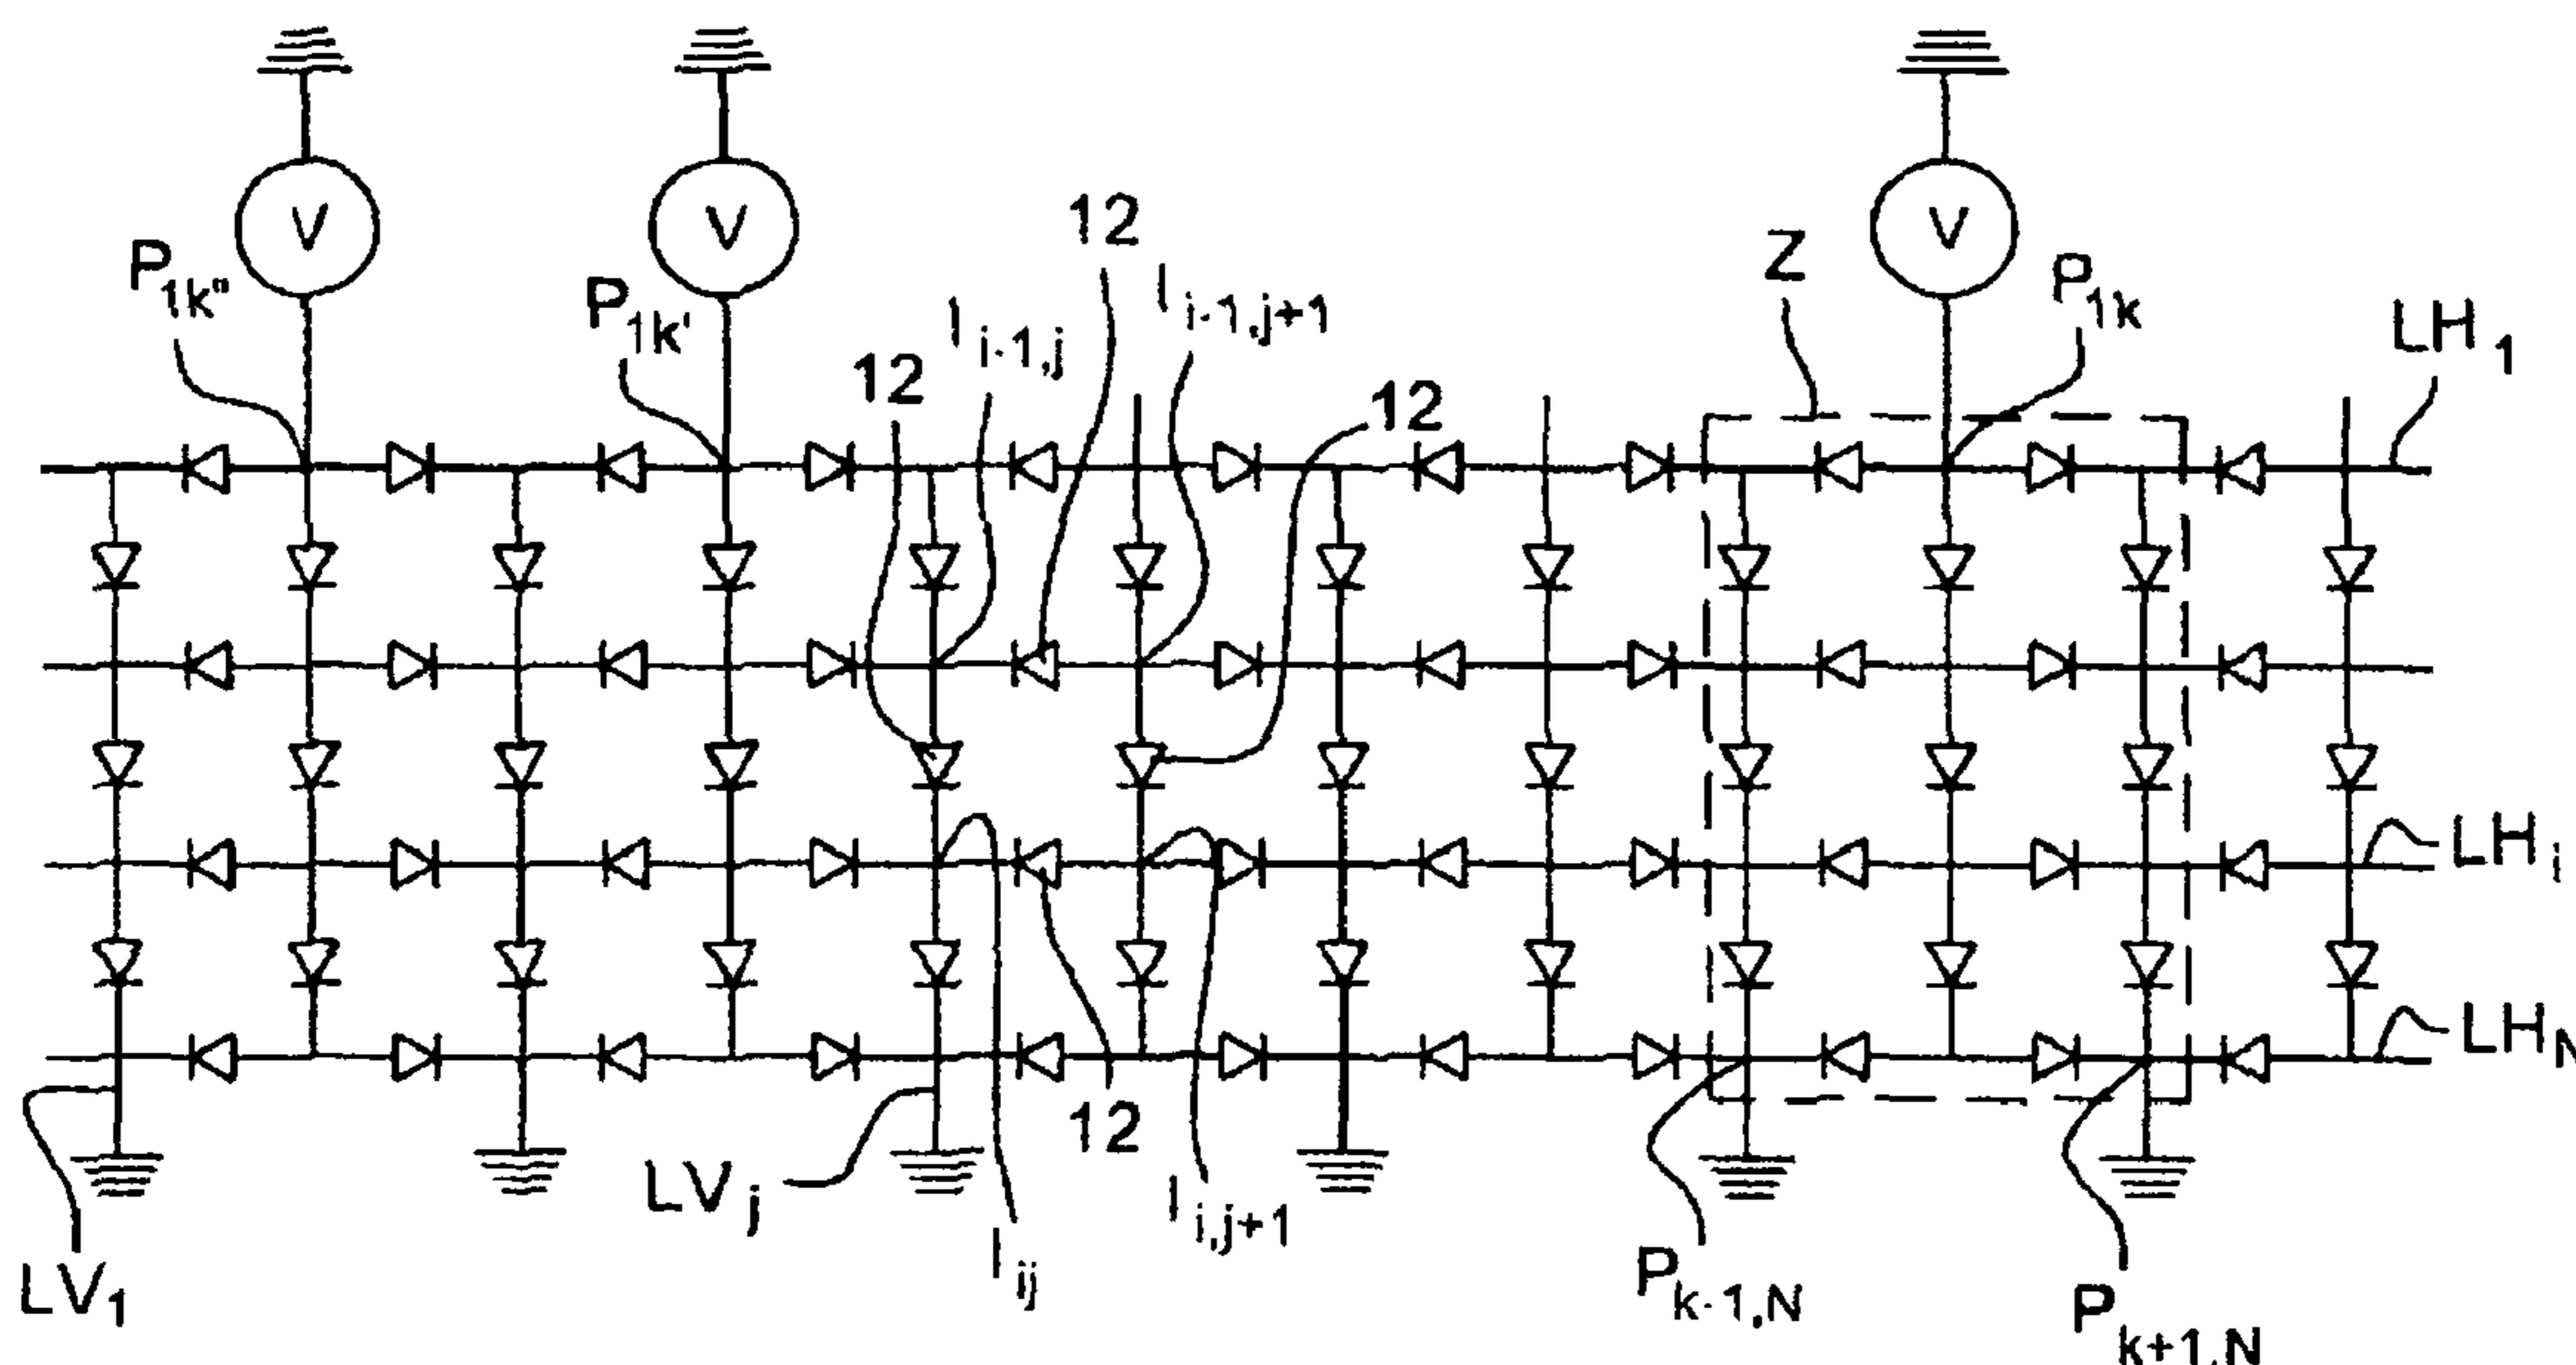 V V V
12
Z
P1k"
P1k'
Ii-1,j+1
P1k
Ii-1,j
LH1
12
12
LHi
LHN
12
LVj
Ii,j+1
Iij
LV1
Pk-1,N
Pk+1,N